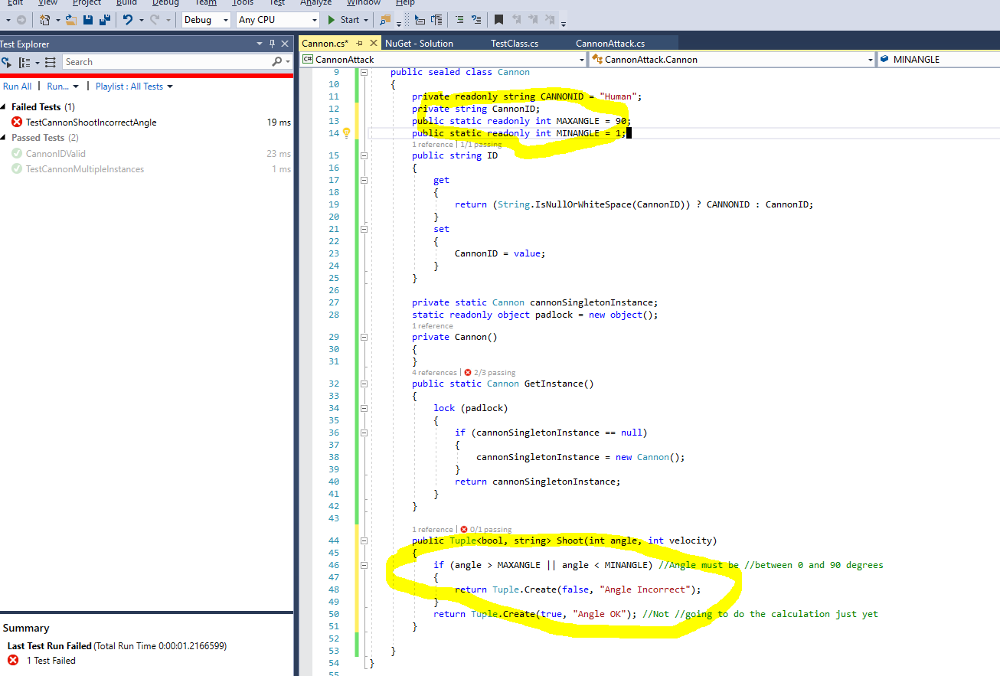 Edit View Project Build Debug Team Tools Test Analyze Window Help
Debug Any CPU Start
Test Explorer
Cannon.cs* NuGet - Solution TestClass.cs CannonAttack.cs
Search
C# CannonAttack CannonAttack.Cannon MINANGLE
Run All Run... Playlist : All Tests
Failed Tests (1)
TestCannonShootIncorrectAngle 19 ms
Passed Tests (2)
CannonIDValid 23 ms
TestCannonMultipleInstances 1 ms
Summary
Last Test Run Failed (Total Run Time 0:00:01.2166599)
1 Test Failed
9 public sealed class Cannon
10 {
11 private readonly string CANNONID = "Human";
12 private string CannonID;
13 public static readonly int MAXANGLE = 90;
14 public static readonly int MINANGLE = 1;
1 reference | 1/1 passing
15 public string ID
16 {
17 get
18 {
19 return (String.IsNullOrWhiteSpace(CannonID)) ? CANNONID : CannonID;
20 }
21 set
22 {
23 CannonID = value;
24 }
25 }
26
27 private static Cannon cannonSingletonInstance;
28 static readonly object padlock = new object();
1 reference
29 private Cannon()
30 {
31 }
4 references | 2/3 passing
32 public static Cannon GetInstance()
33 {
34 lock (padlock)
35 {
36 if (cannonSingletonInstance == null)
37 {
38 cannonSingletonInstance = new Cannon();
39 }
40 return cannonSingletonInstance;
41 }
42 }
43
1 reference | 0/1 passing
44 public Tuple<bool, string> Shoot(int angle, int velocity)
45 {
46 if (angle > MAXANGLE || angle < MINANGLE) //Angle must be //between 0 and 90 degrees
47 {
48 return Tuple.Create(false, "Angle Incorrect");
49 }
50 return Tuple.Create(true, "Angle OK"); //Not //going to do the calculation just yet
51 }
52
53 }
54 }
55